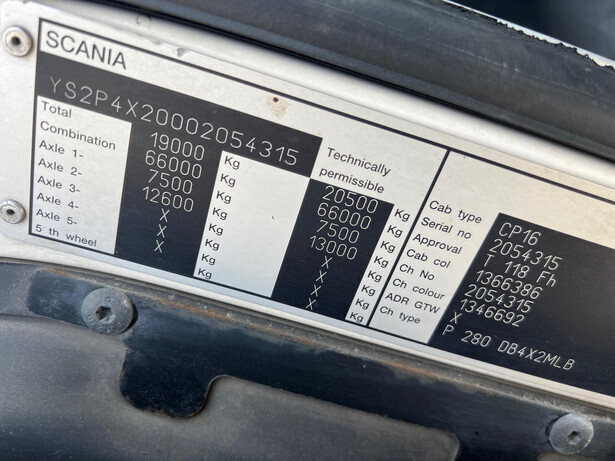 SCANIA
YS2P4X20002054315
Total 19000 Kg Technically permissible 20500 Kg
Combination 66000 Kg 66000 Kg
Axle 1- 7500 Kg 7500 Kg
Axle 2- 12600 Kg 13000 Kg
Axle 3- X Kg X Kg
Axle 4- X Kg X Kg
Axle 5- X Kg X Kg
5 th wheel X Kg X Kg
Cab type CP16
Serial no 2054315
Approval T 118 Fh
Cab col 1366386
Ch No 2054315
Ch colour 1346692
ADR GTW X
Ch type P 280 DB4X2MLB